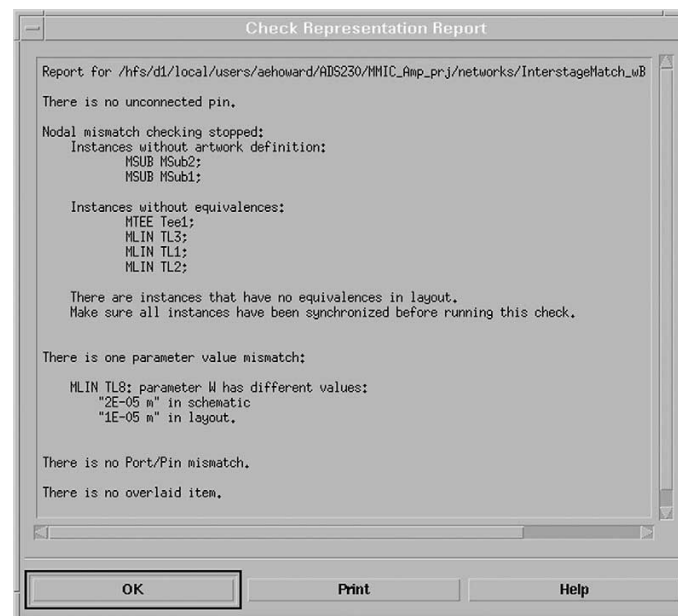 Check Representation Report
Report for /hfs/d1/local/users/aehoward/ADS230/MMIC_Amp_prj/networks/InterstageMatch_wB
There is no unconnected pin.
Nodal mismatch checking stopped:
Instances without artwork definition:
MSUB MSub2;
MSUB MSub1;
Instances without equivalences:
MTEE Tee1;
MLIN TL3;
MLIN TL1;
MLIN TL2;
There are instances that have no equivalences in layout.
Make sure all instances have been synchronized before running this check.
There is one parameter value mismatch:
MLIN TL8: parameter W has different values:
"2E-05 m" in schematic
"1E-05 m" in layout.
There is no Port/Pin mismatch.
There is no overlaid item.
OK Print Help